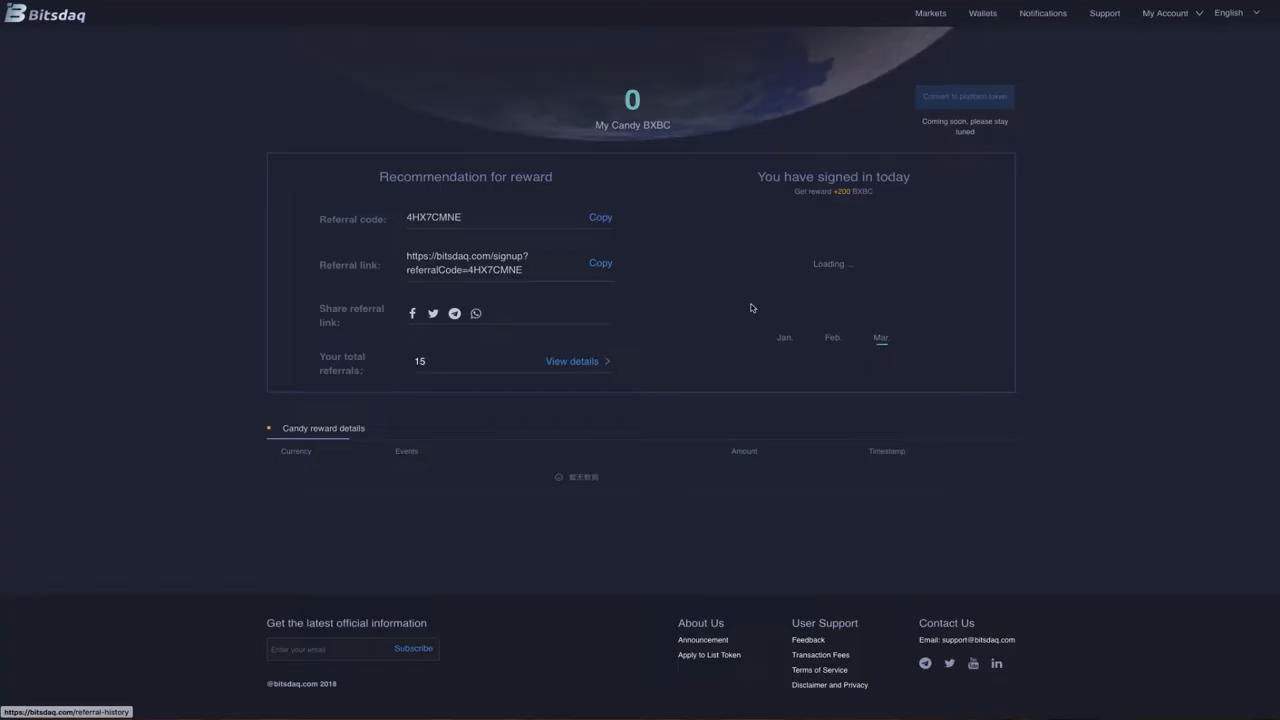 Bitsdaq
Markets
Wallets
Notifications
Support
My Account
English
0
My Candy BXBC
Convert to platform token
Coming soon, please stay
tuned
Recommendation for reward
Referral code:
4HX7CMNE
Copy
Referral link:
https://bitsdaq.com/signup?
referralCode=4HX7CMNE
Copy
Share referral
link:
Your total
referrals:
15
View details
You have signed in today
Get reward +200 BXBC
Loading ...
Jan.
Feb.
Mar.
Candy reward details
Currency
Events
Amount
Timestamp
暫无数据
Get the latest official information
Enter your email
Subscribe
@bitsdaq.com 2018
About Us
Announcement
Apply to List Token
User Support
Feedback
Transaction Fees
Terms of Service
Disclaimer and Privacy
Contact Us
Email: support@bitsdaq.com
https://bitsdaq.com/referral-history